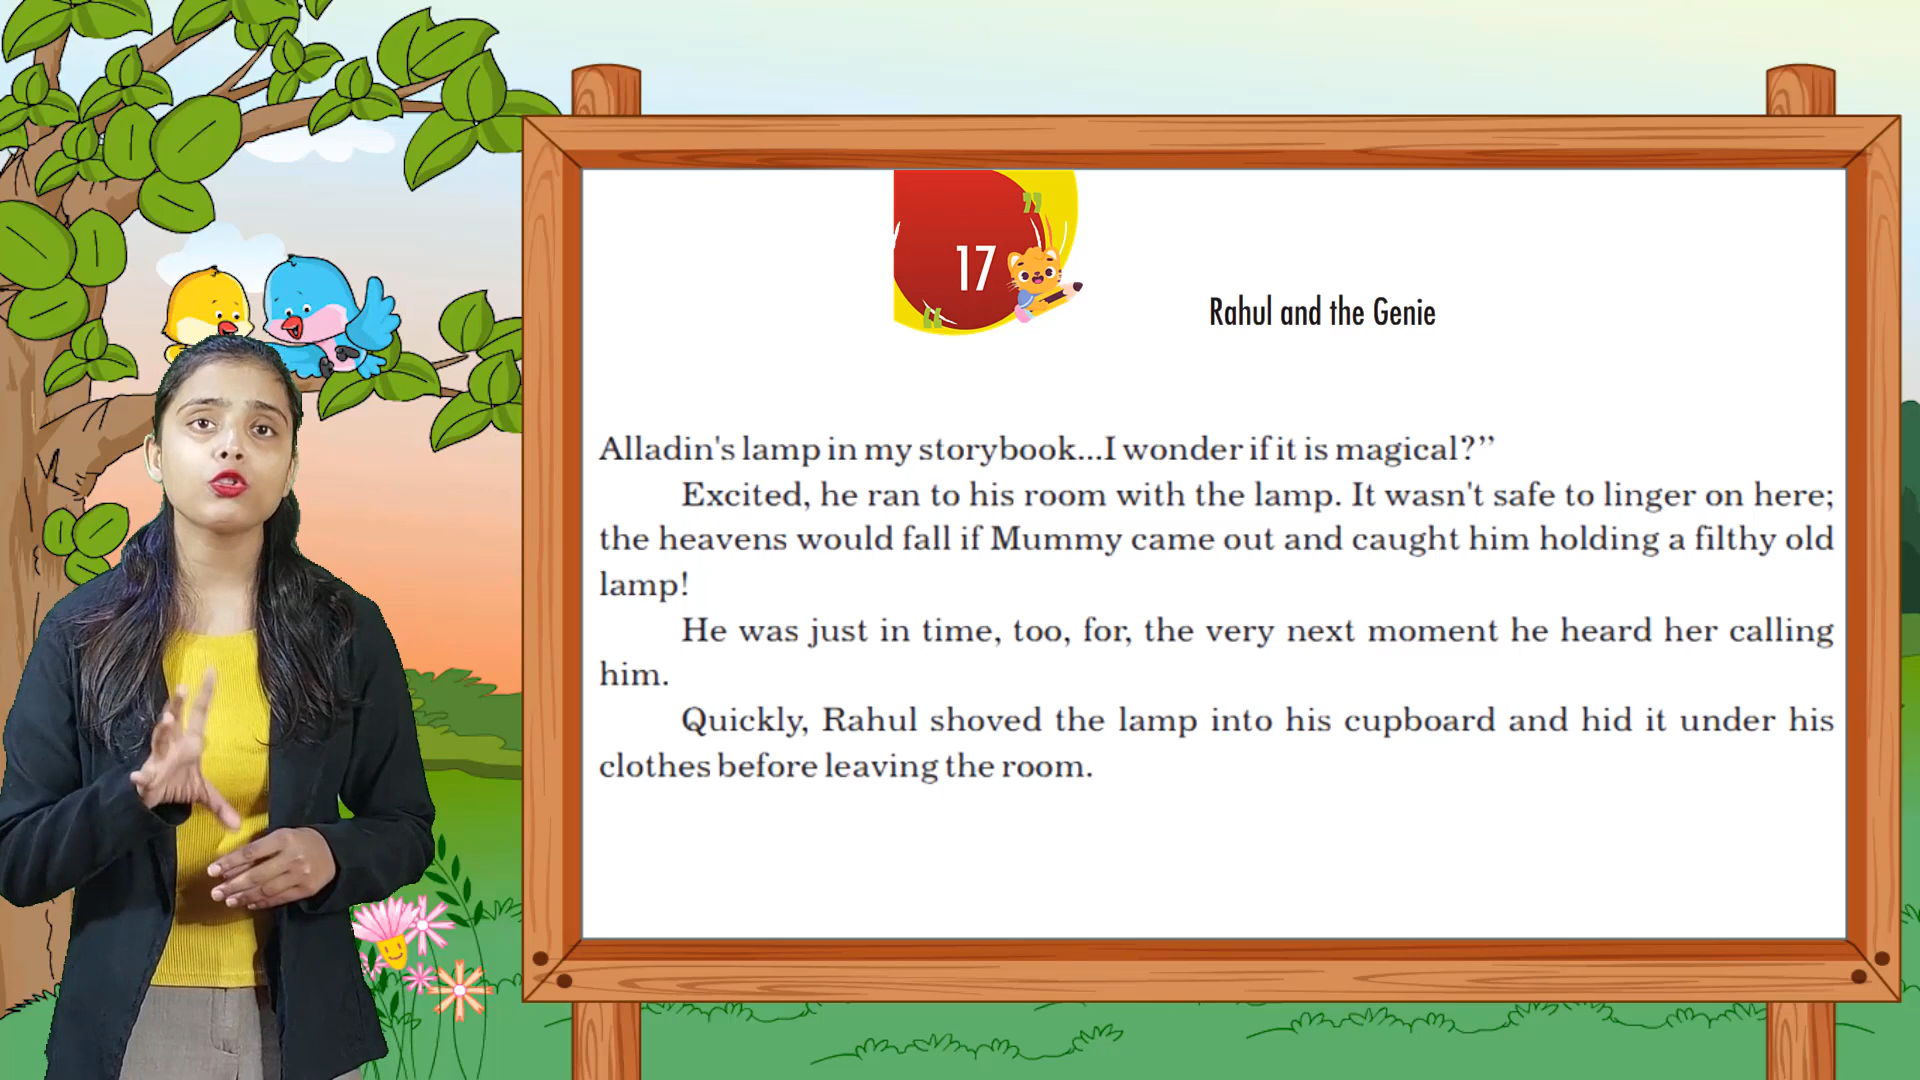 17
Rahul and the Genie
Alladin's lamp in my storybook...I wonder if it is magical?”
Excited, he ran to his room with the lamp. It wasn't safe to linger on here;
the heavens would fall if Mummy came out and caught him holding a filthy old
lamp!
He was just in time, too, for, the very next moment he heard her calling
him.
Quickly, Rahul shoved the lamp into his cupboard and hid it under his
clothes before leaving the room.